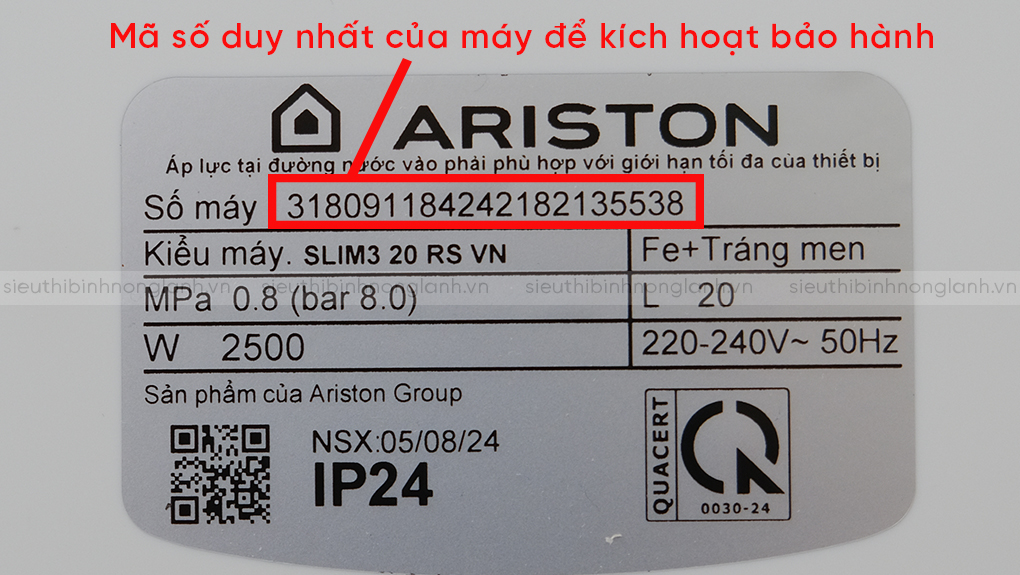 Mã số duy nhất của máy để kích hoạt bảo hành
ARISTON
Áp lực tại đường nước vào phải phù hợp với giới hạn tối đa của thiết bị
Số máy 318091184242182135538
Kiểu máy. SLIM3 20 RS VN
Fe+Tráng men
sieuthibinhnonglanh.vn sieuthibinhnonglanh.vn sieuthibinhnonglanh.vn
MPa 0.8 (bar 8.0)
L 20
W 2500
220-240V~ 50Hz
Sản phẩm của Ariston Group
NSX:05/08/24
IP24
QUACERT
0030-24